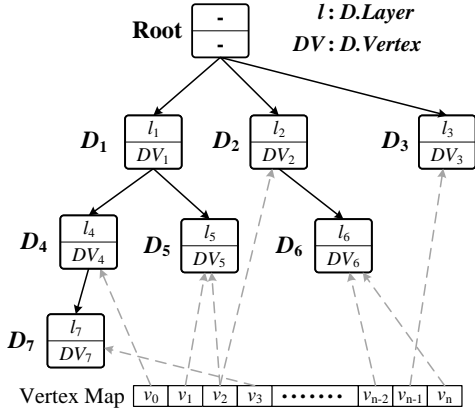 Root
-
-
l : D.Layer
DV : D.Vertex
D1
l1
DV1
D2
l2
DV2
D3
l3
DV3
D4
l4
DV4
D5
l5
DV5
D6
l6
DV6
D7
l7
DV7
Vertex Map v0 v1 v2 v3 ······· vn-2 vn-1 vn